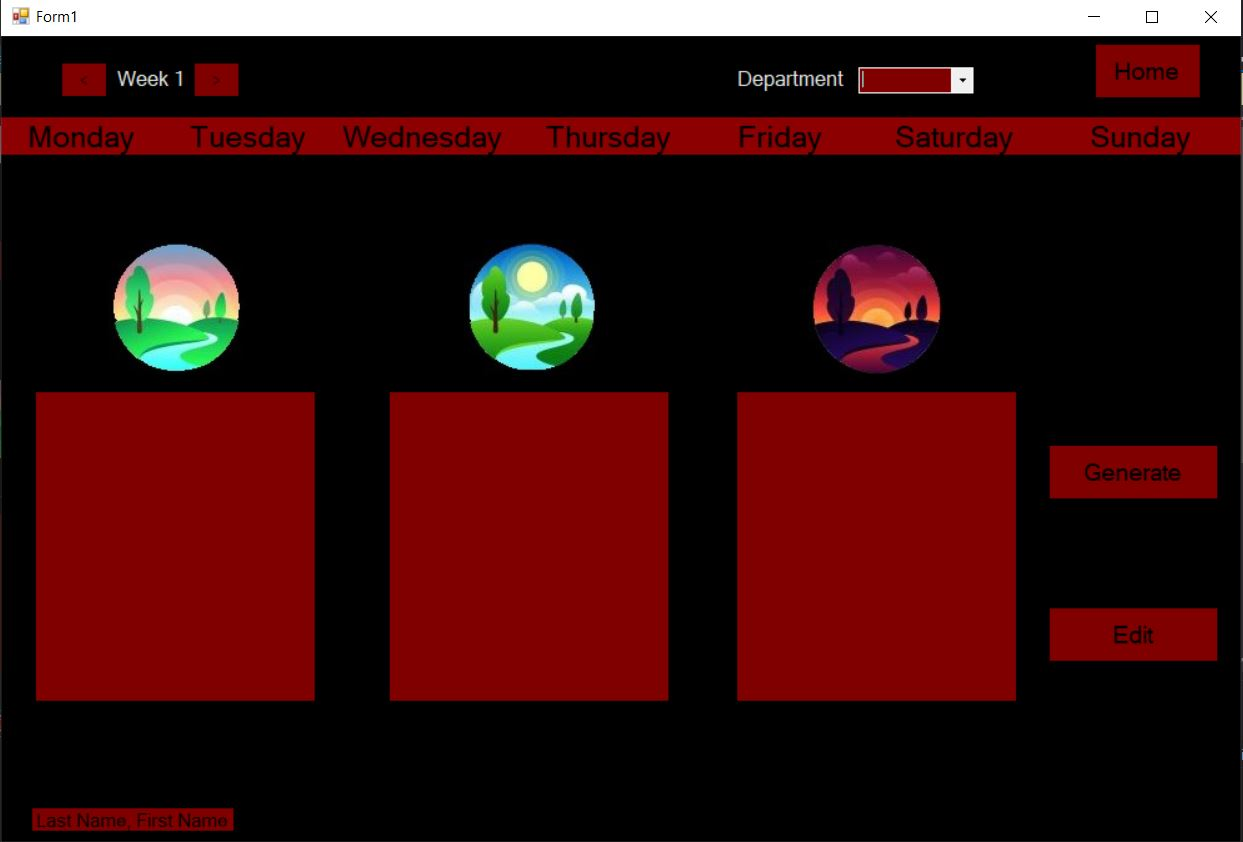 Form1
< Week 1 > Department Home
Monday Tuesday Wednesday Thursday Friday Saturday Sunday
Generate
Edit
Last Name, First Name